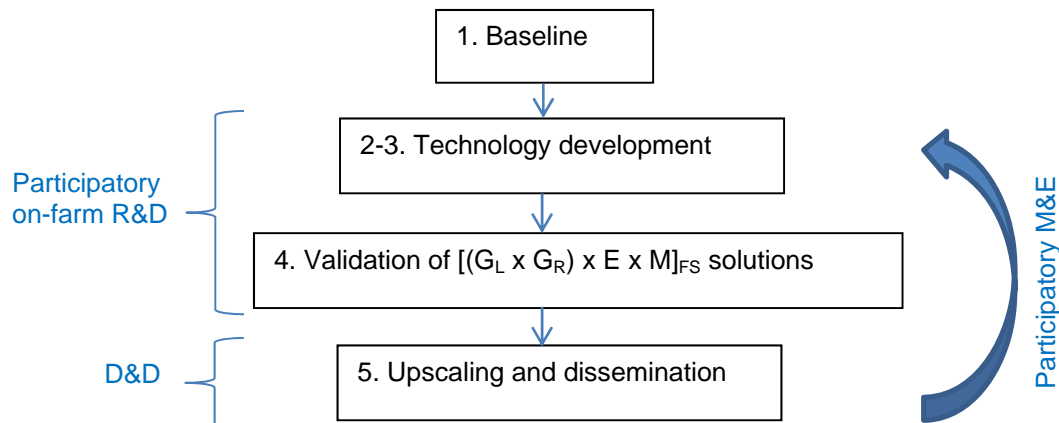 1. Baseline
2-3. Technology development
Participatory
on-farm R&D
4. Validation of [(GL x GR) x E x M]FS solutions
Participatory M&E
D&D
5. Upscaling and dissemination